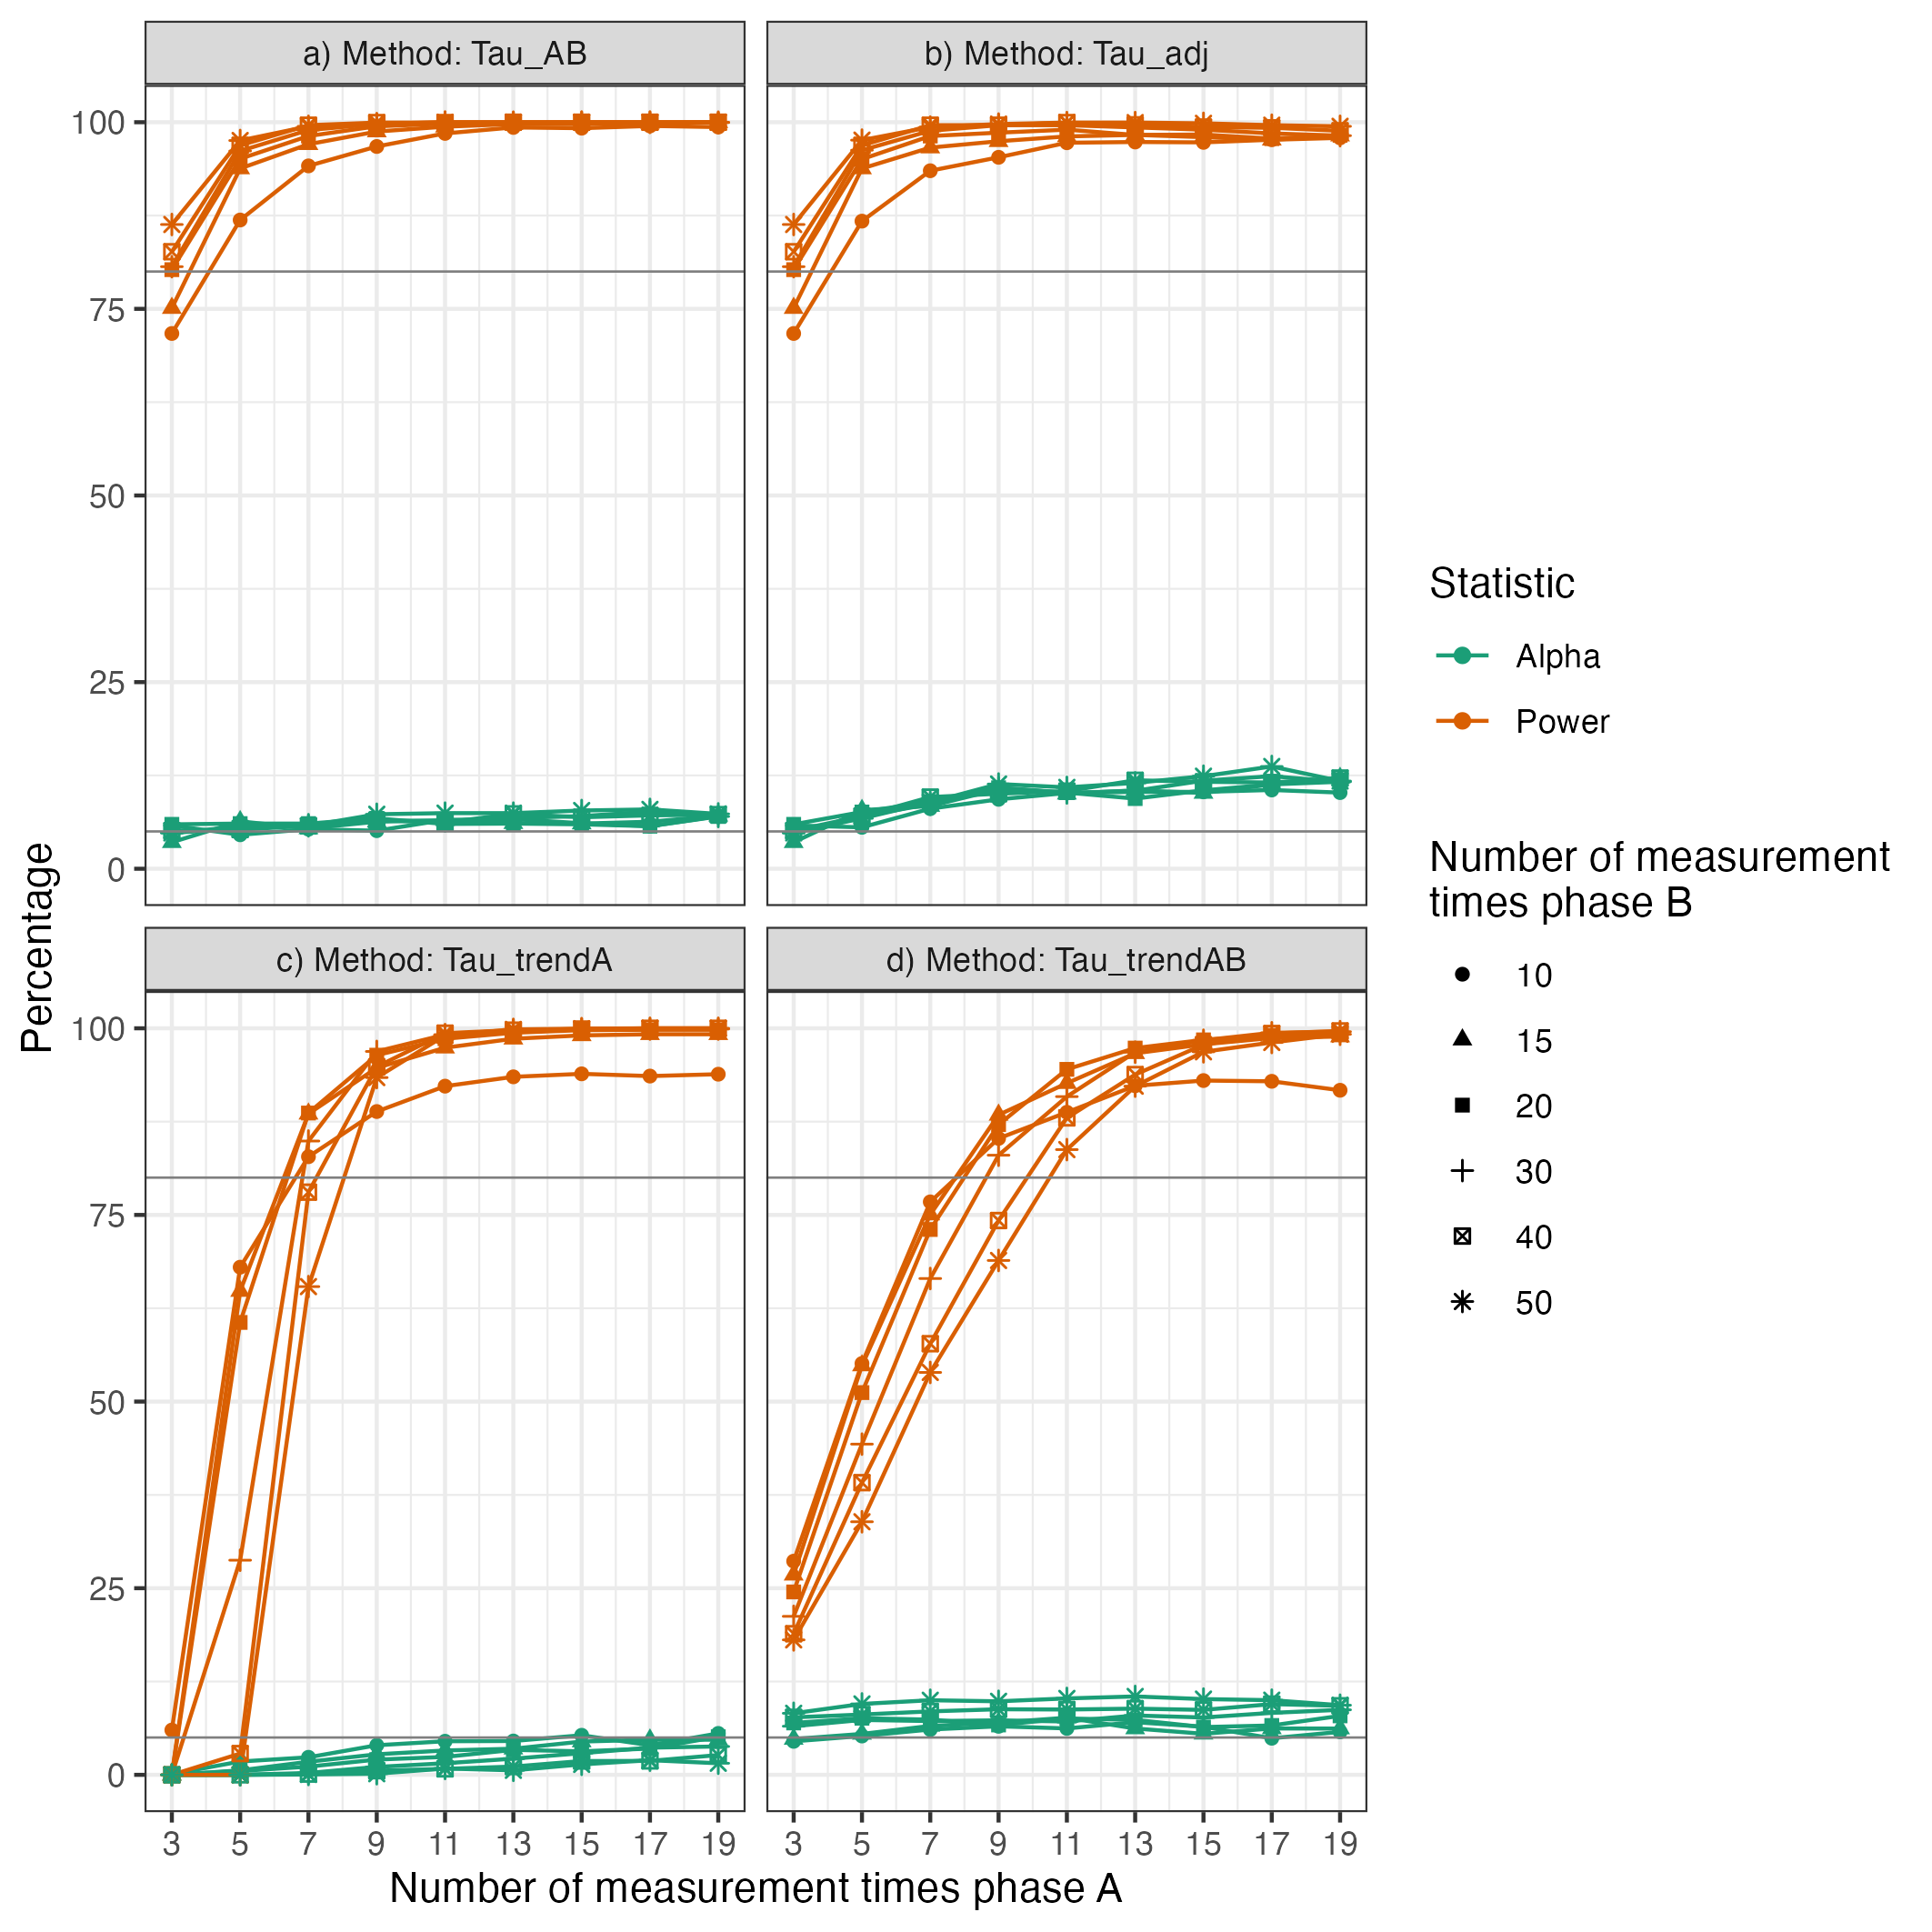 a) Method: Tau_AB
b) Method: Tau_adj
100
75
50
25
0
c) Method: Tau_trendA
d) Method: Tau_trendAB
100
75
50
25
0
3 5 7 9 11 13 15 17 19
3 5 7 9 11 13 15 17 19
Number of measurement times phase A
Percentage
Statistic
Alpha
Power
Number of measurement
times phase B
10
15
20
30
40
50